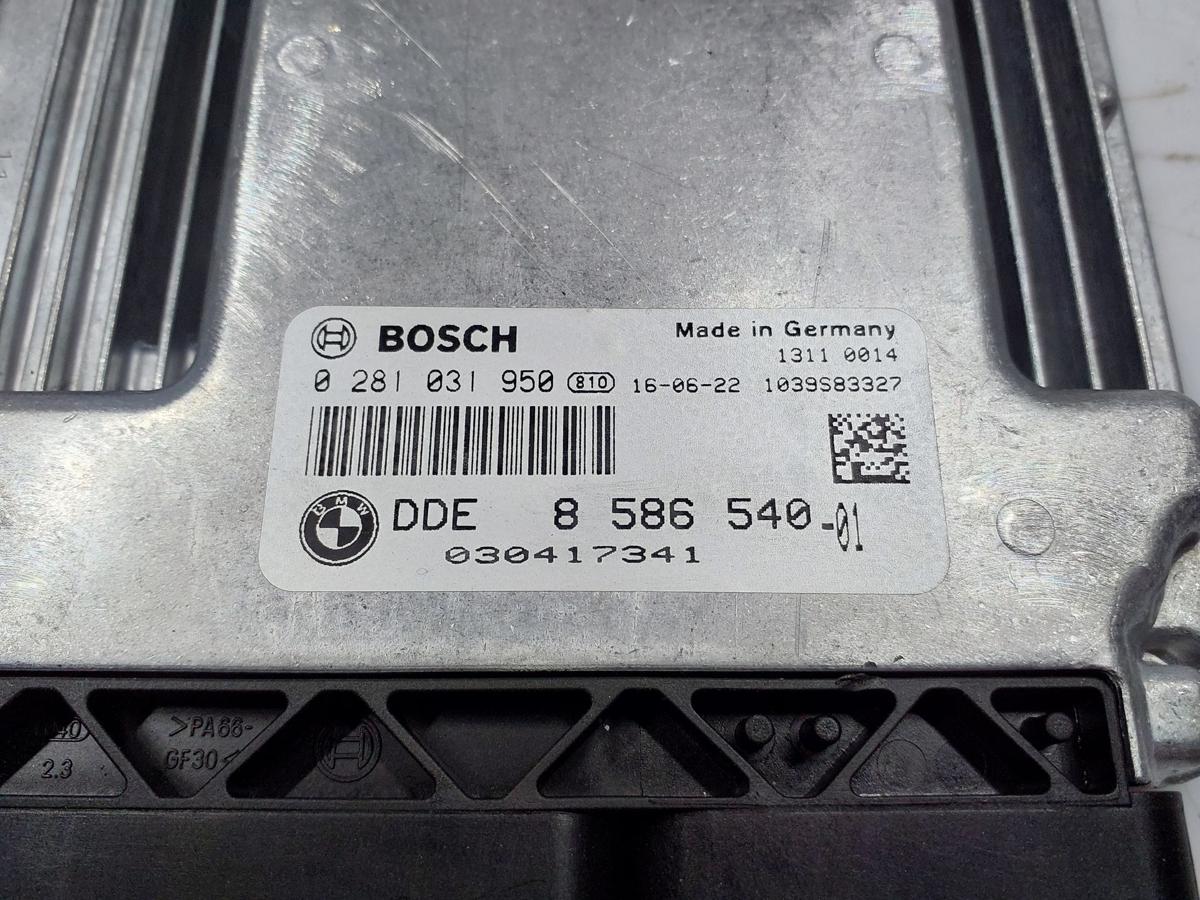 BOSCH
Made in Germany
1311 0014
0 281 031 950 810 16-06-22 1039S83327
BMW
DDE 8 586 540-01
030417341
>PA66-
GF30<
2.3